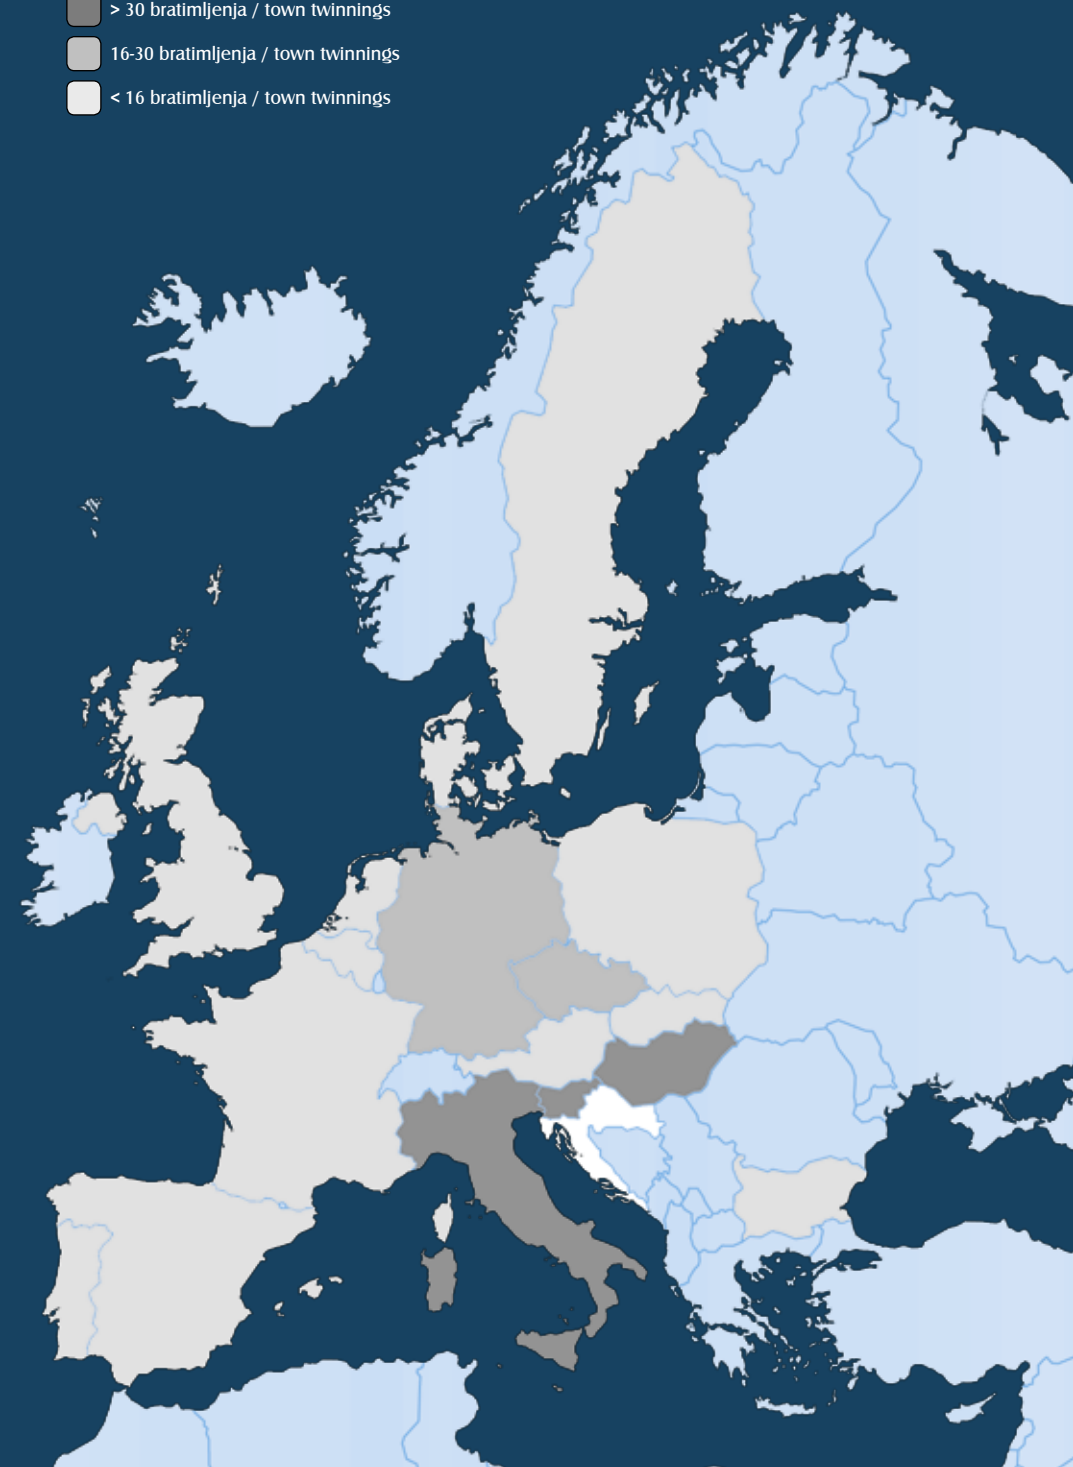 > 30 bratimljenja / town twinnings
16-30 bratimljenja / town twinnings
< 16 bratimljenja / town twinnings